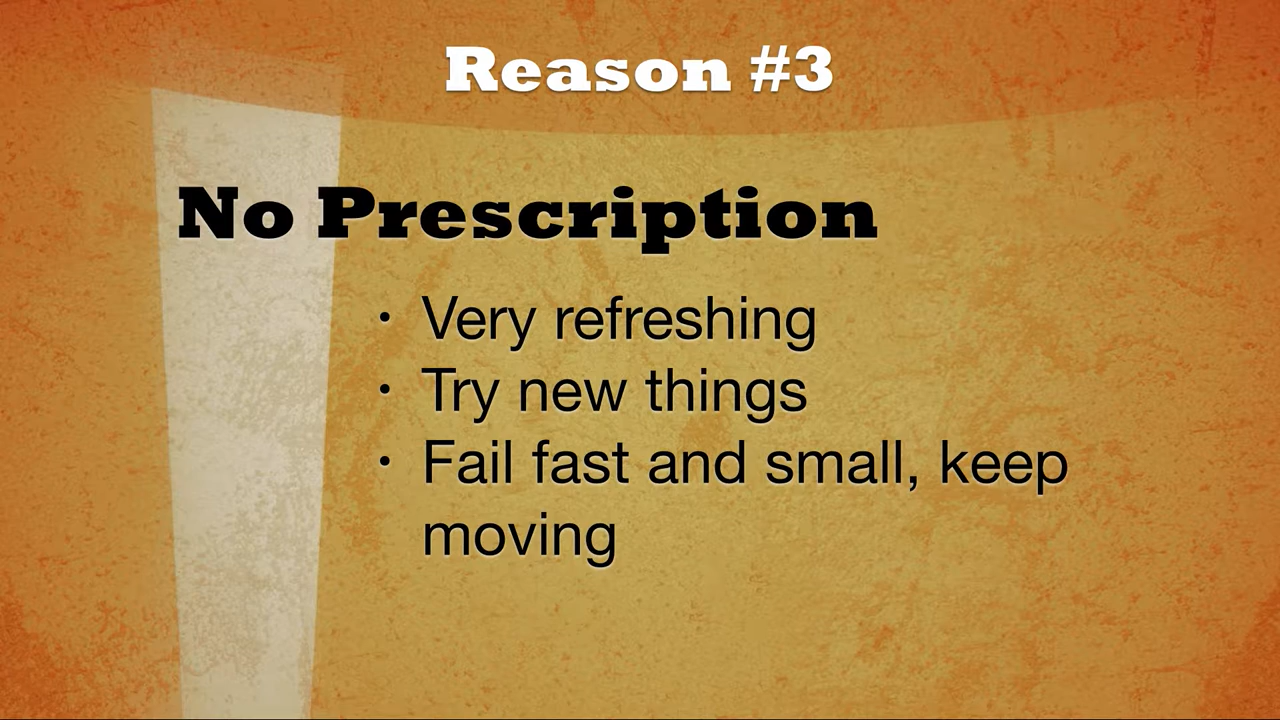 Reason #3
No Prescription
• Very refreshing
• Try new things
• Fail fast and small, keep
moving